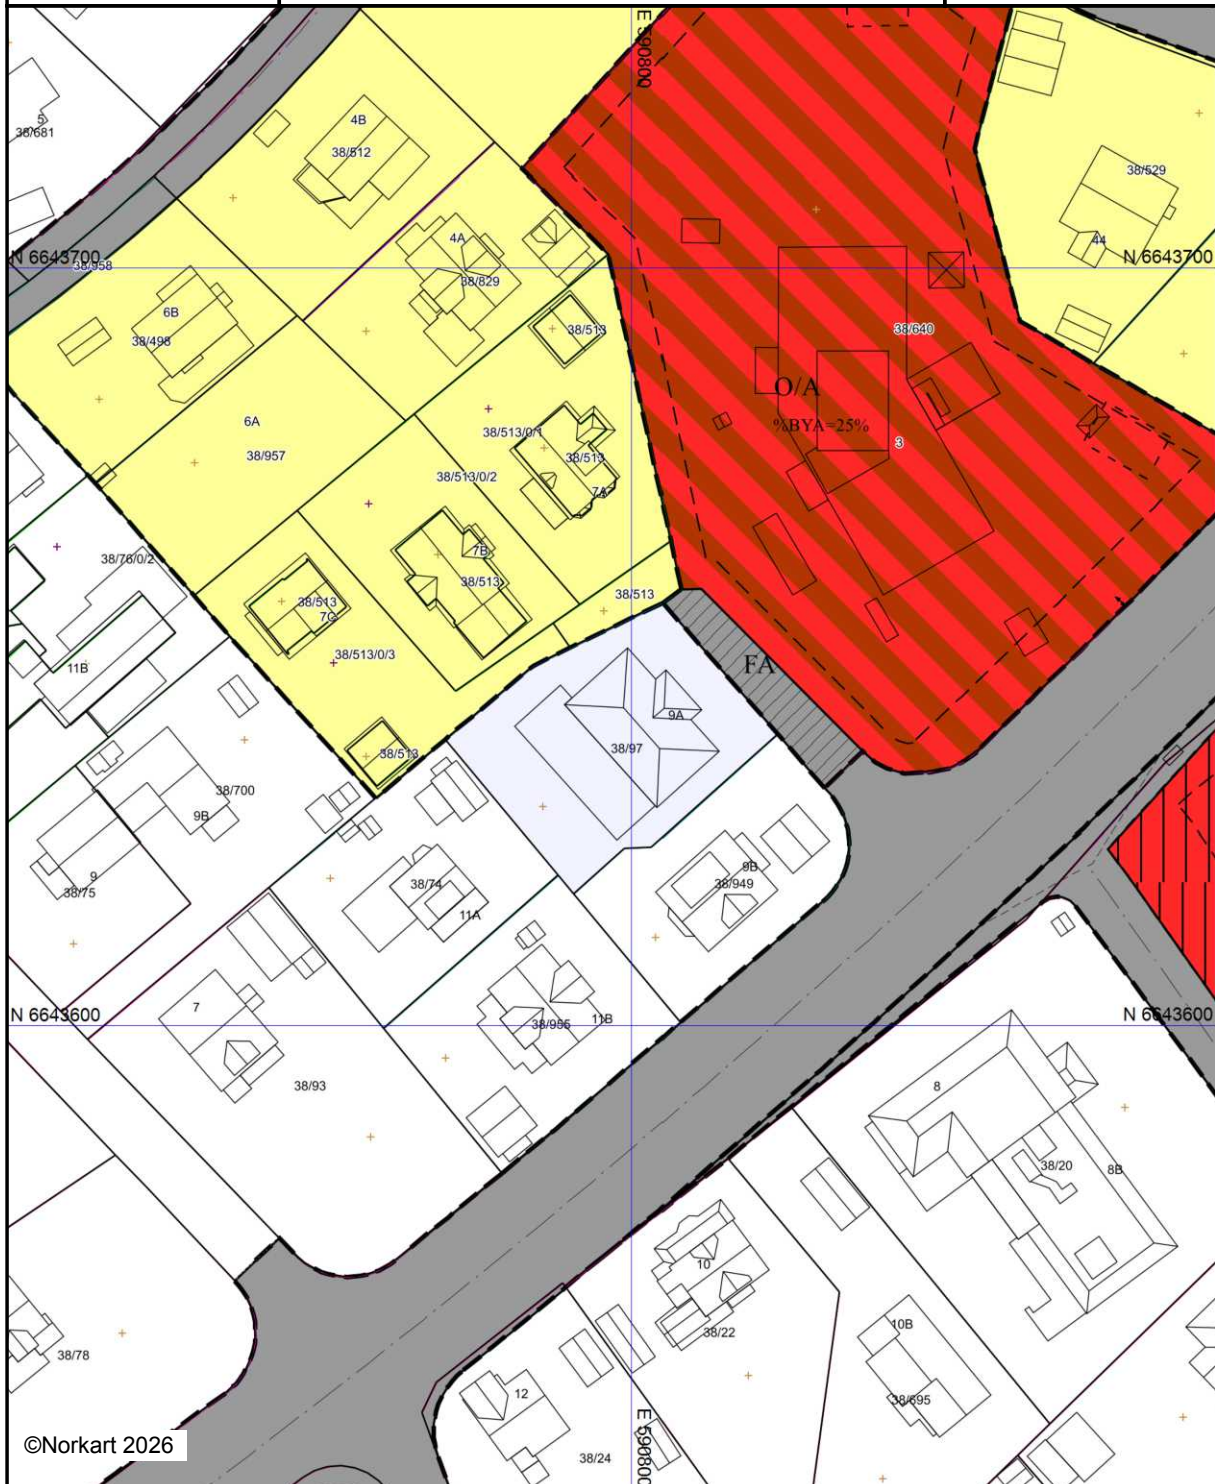 E 590800
5
38/681
4B
38/512
38/529
44
4A
N 6643700
38/958
N 6643700
38/829
6B
38/498
38/513
38/640
O/A
%BYA=25%
3
6A
38/957
38/513/0/1
38/513
7A
38/513/0/2
7B
38/513
38/76/0/2
38/513
7C
38/513
38/513/0/3
11B
FA
9A
38/97
38/513
38/700
9B
9
38/75
38/74
11A
9B
38/949
7
N 6643600
38/955
11B
N 6643600
38/93
8
38/20
8B
10
38/22
10B
38/78
38/695
12
E 590800
38/24
©Norkart 2026